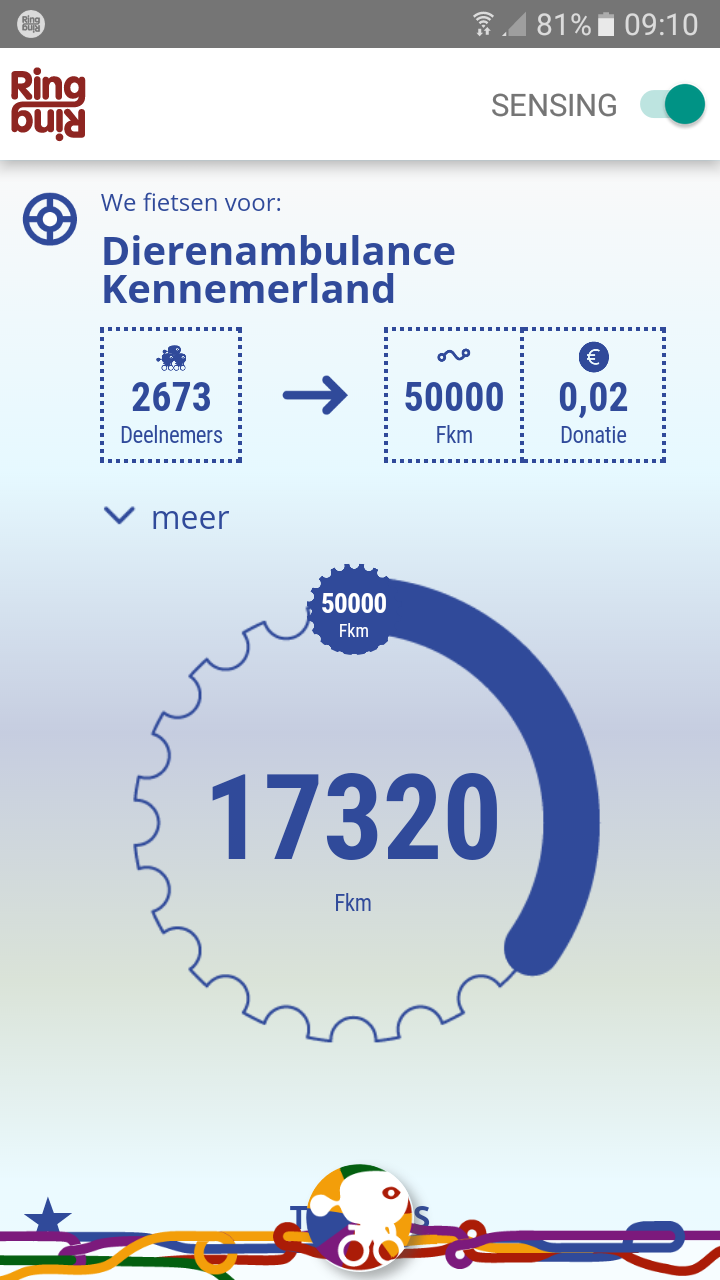 81% 09:10
Ring
Ring
SENSING
We fietsen voor:
Dierenambulance
Kennemerland
2673
Deelnemers
50000
Fkm
€
0,02
Donatie
meer
50000
Fkm
17320
Fkm